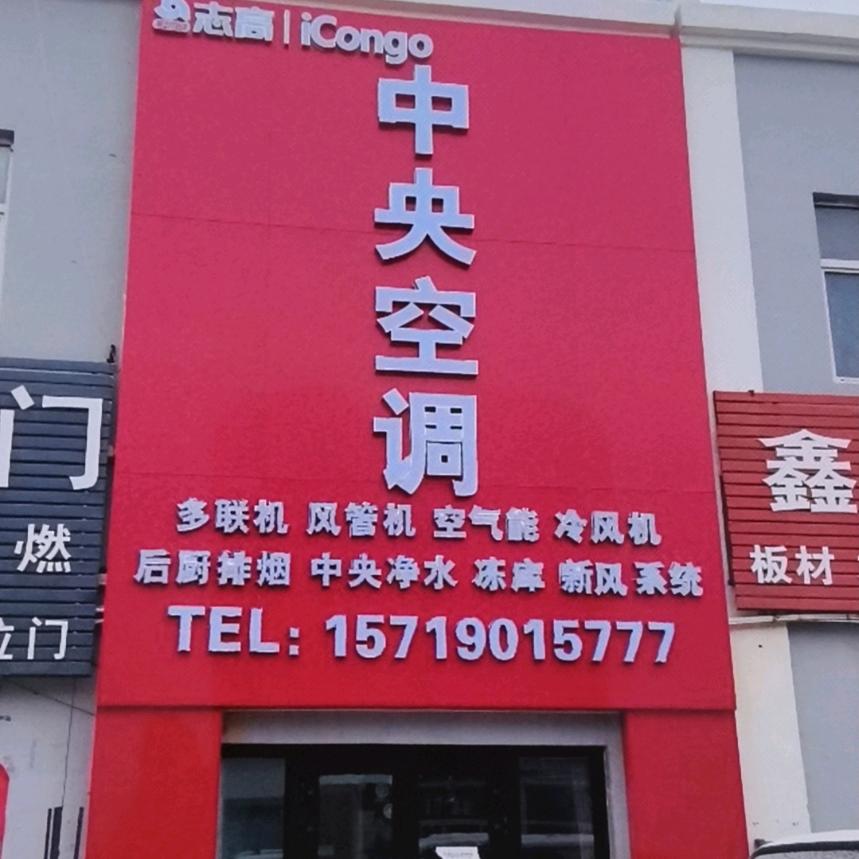 志高 | iCongo
中央空调
多联机 风管机 空气能 冷风机
后厨排烟 中央净水 冻库 新风系统
TEL: 15719015777
门
燃
门
鑫
板材